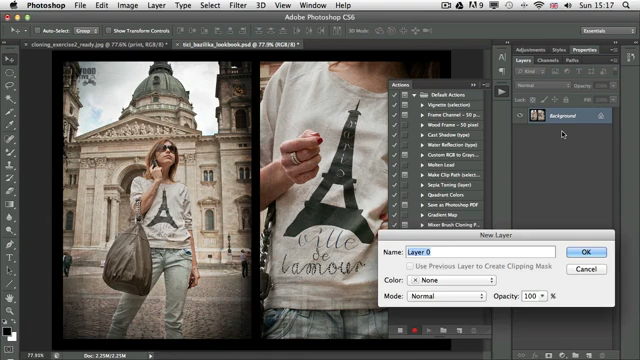 Photoshop File Edit Image Layer Type Select Filter 3D View Window Help
9 Sun 15:17
Adobe Photoshop CS6
Auto-Select: Group Show Transform Controls 3D Mode: Essentials
cloning_exercise2_ready.jpg @ 77.6% (print, RGB/8) * tici_bazilika_lookbook.psd @ 77.9% (RGB/8) *
Adjustments Styles Properties
Layers Channels Paths
Kind
Normal Opacity:
Lock: Fill:
Background
Actions
Default Actions
Vignette (selection)
Frame Channel - 50 p...
Wood Frame - 50 pixel
Cast Shadow (type)
Water Reflection (type)
Custom RGB to Grays...
Molten Lead
Make Clip Path (select...
Sepia Toning (layer)
Quadrant Colors
Save as Photoshop PDF
Gradient Map
Mixer Brush Cloning P...
ville
de
l'amour
New Layer
Name: Layer 0 OK
Use Previous Layer to Create Clipping Mask Cancel
Color: None
Mode: Normal Opacity: 100 %
77.93% Doc: 2.25M/2.25M